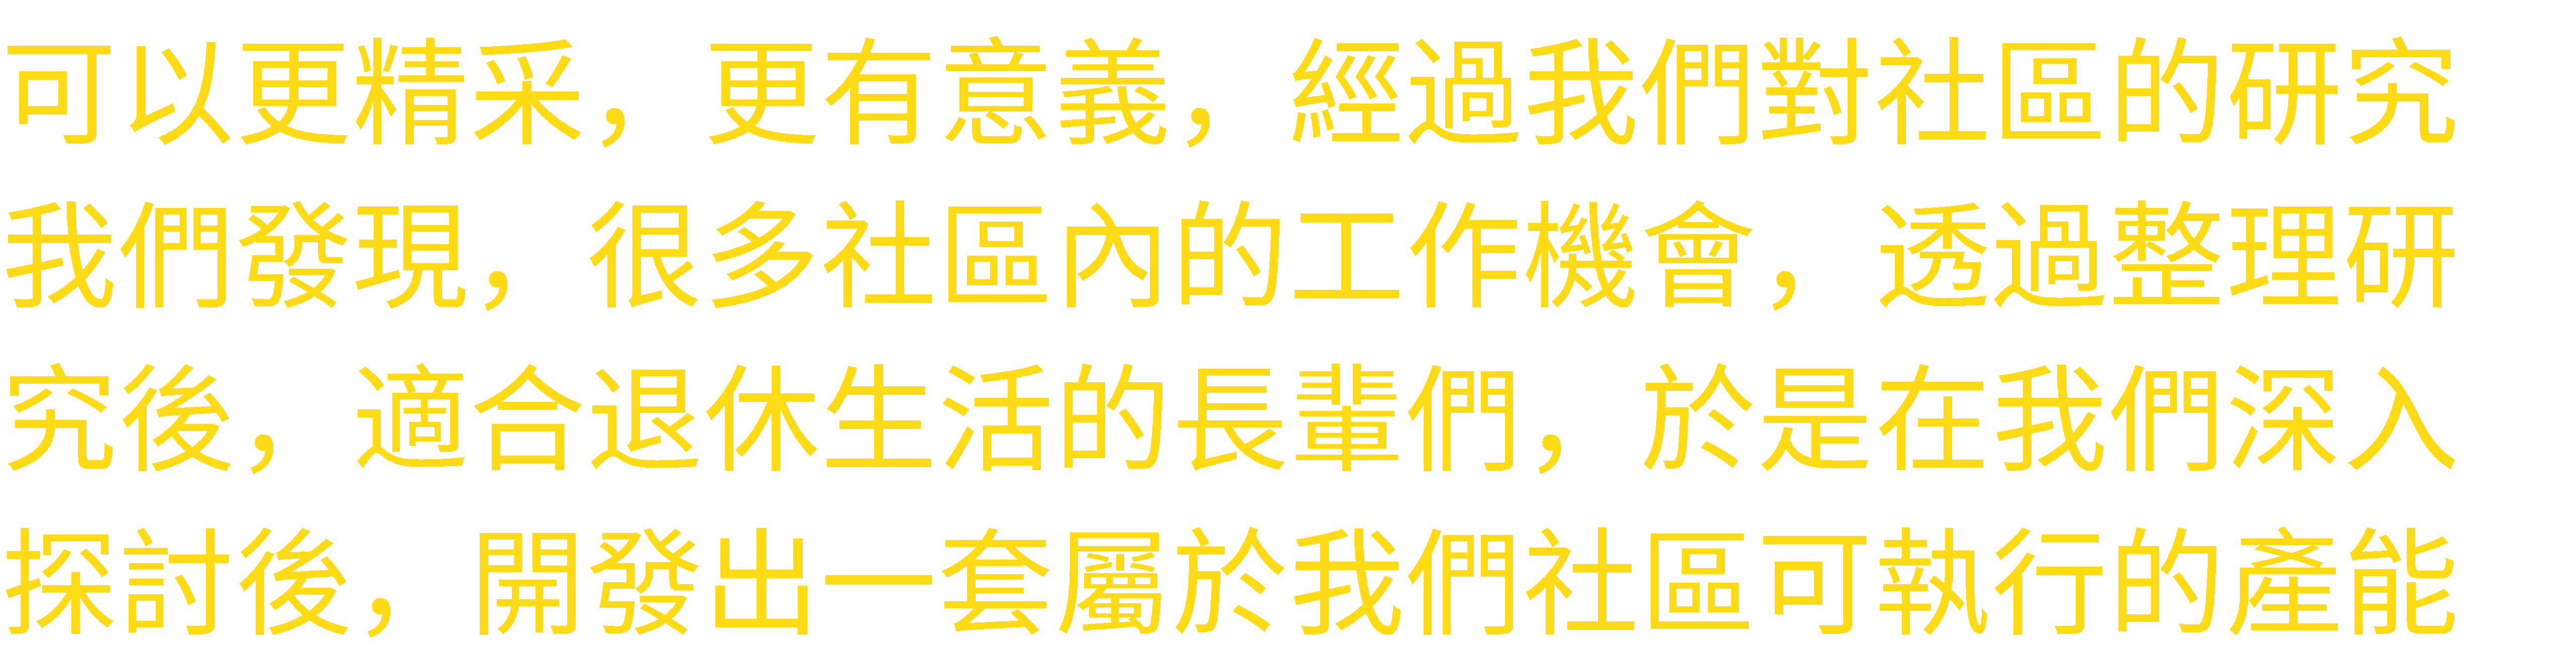 可以更精采，更有意義，經過我們對社區的研究
我們發現，很多社區內的工作機會，透過整理研
究後，適合退休生活的長輩們，於是在我們深入
探討後，開發出一套屬於我們社區可執行的產能